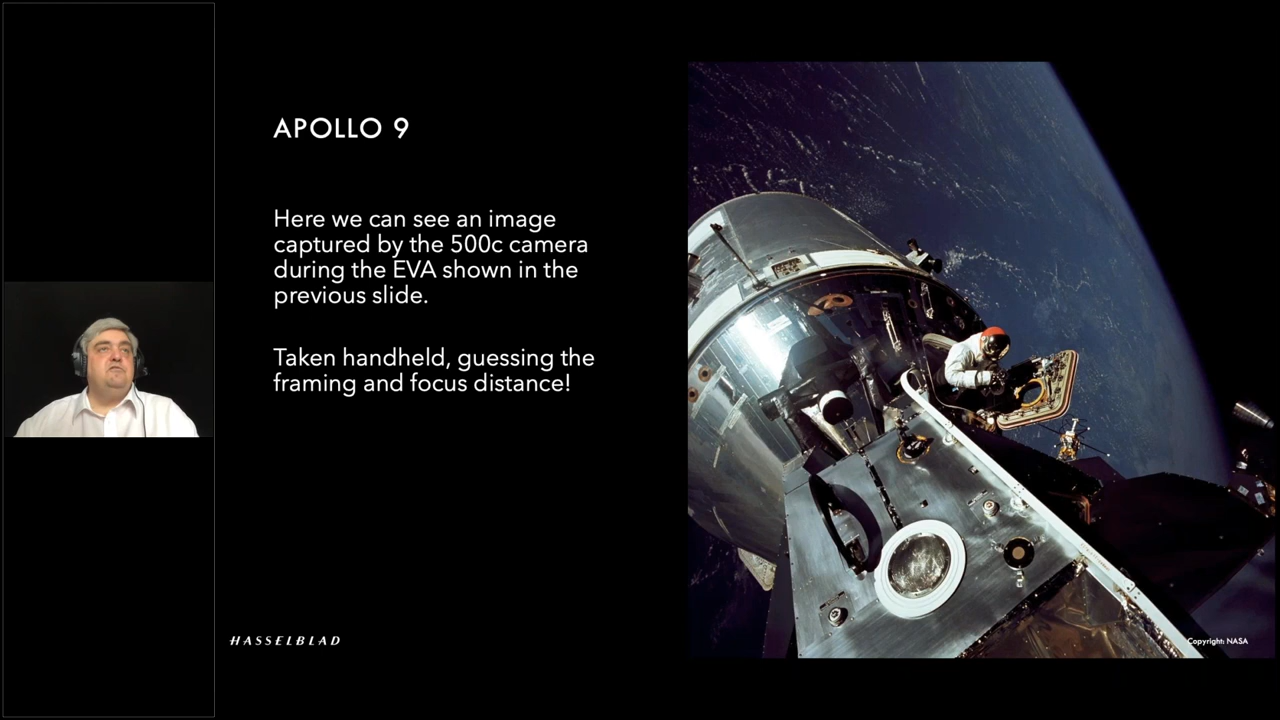 APOLLO 9
Here we can see an image
captured by the 500c camera
during the EVA shown in the
previous slide.
Taken handheld, guessing the
framing and focus distance!
HASSELBLAD
Copyright: NASA